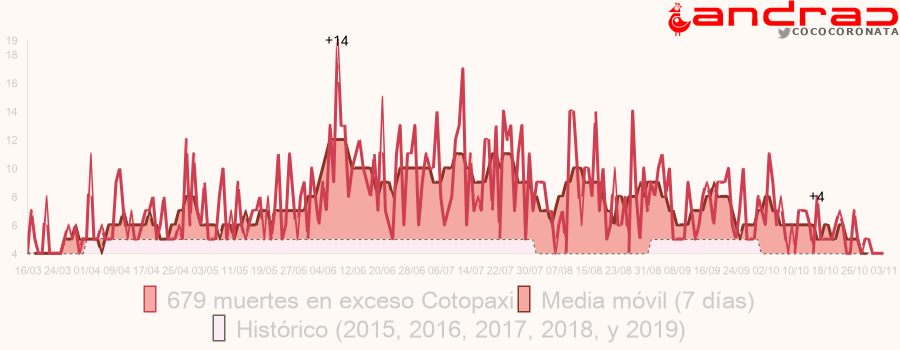 andrac
COCOCORONATA
+14
+4
19
18
16
14
12
10
8
6
4
16/03 24/03 01/04 09/04 17/04 25/04 03/05 11/05 19/05 27/05 04/06 12/06 20/06 28/06 06/07 14/07 22/07 30/07 07/08 15/08 23/08 31/08 08/09 16/09 24/09 02/10 10/10 18/10 26/10 03/11
679 muertes en exceso Cotopaxi Media móvil (7 días)
Histórico (2015, 2016, 2017, 2018, y 2019)